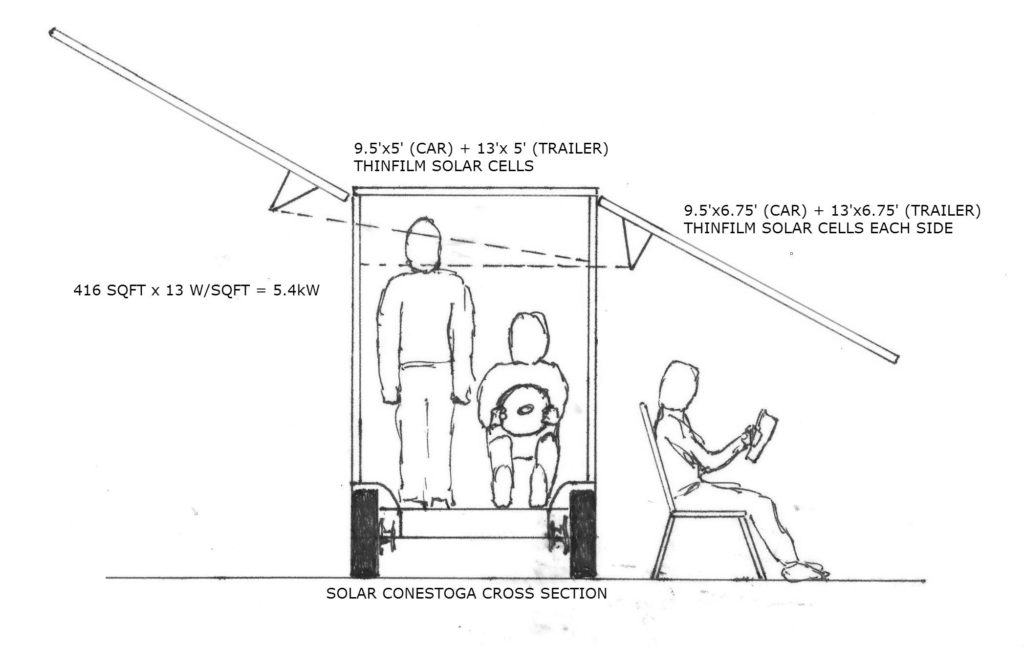 9.5'x5' (CAR) + 13'x 5' (TRAILER)
THINFILM SOLAR CELLS
9.5'x6.75' (CAR) + 13'x6.75' (TRAILER)
THINFILM SOLAR CELLS EACH SIDE
416 SQFT x 13 W/SQFT = 5.4kW
SOLAR CONESTOGA CROSS SECTION